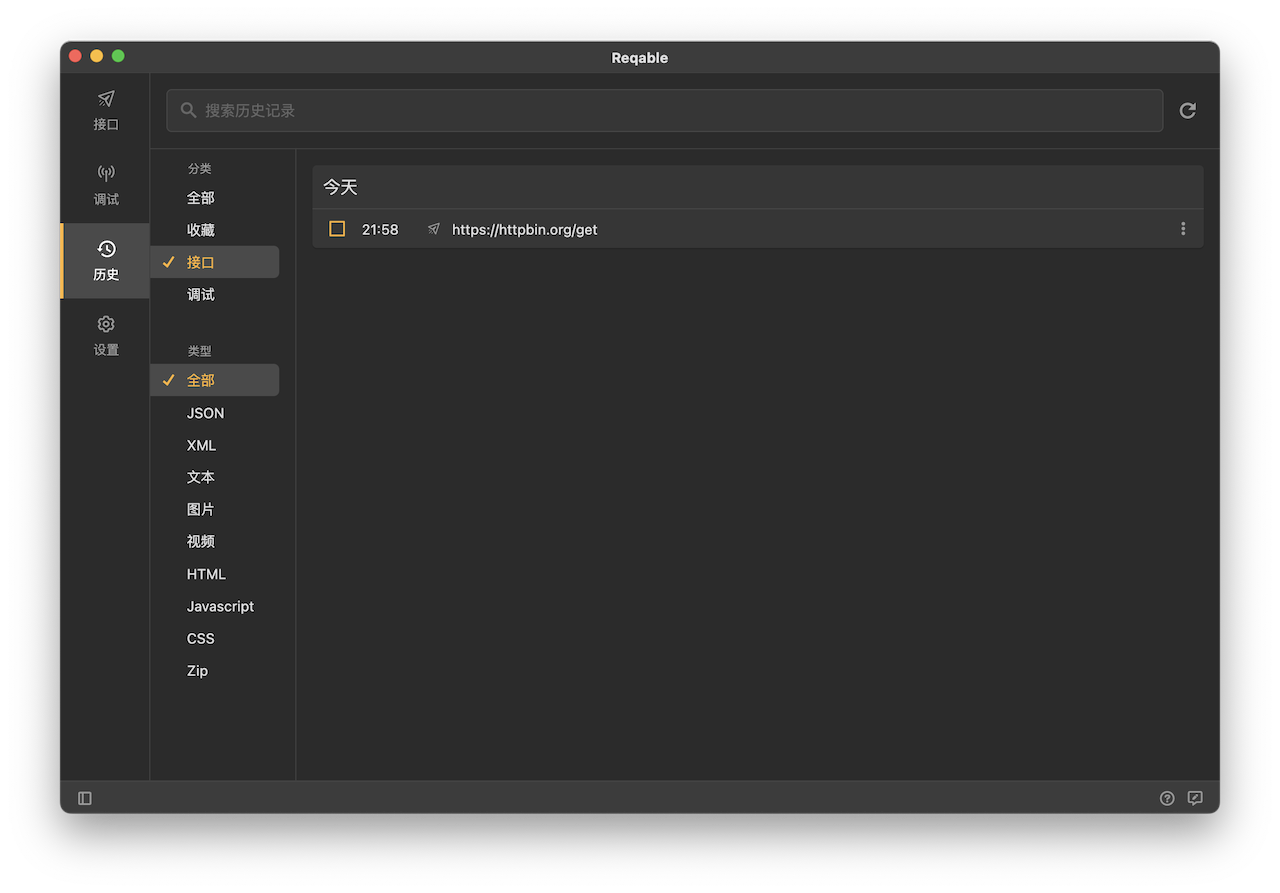 Reqable
接口
调试
历史
设置
搜索历史记录
分类
全部
收藏
接口
调试
类型
全部
JSON
XML
文本
图片
视频
HTML
Javascript
CSS
Zip
今天
21:58 https://httpbin.org/get